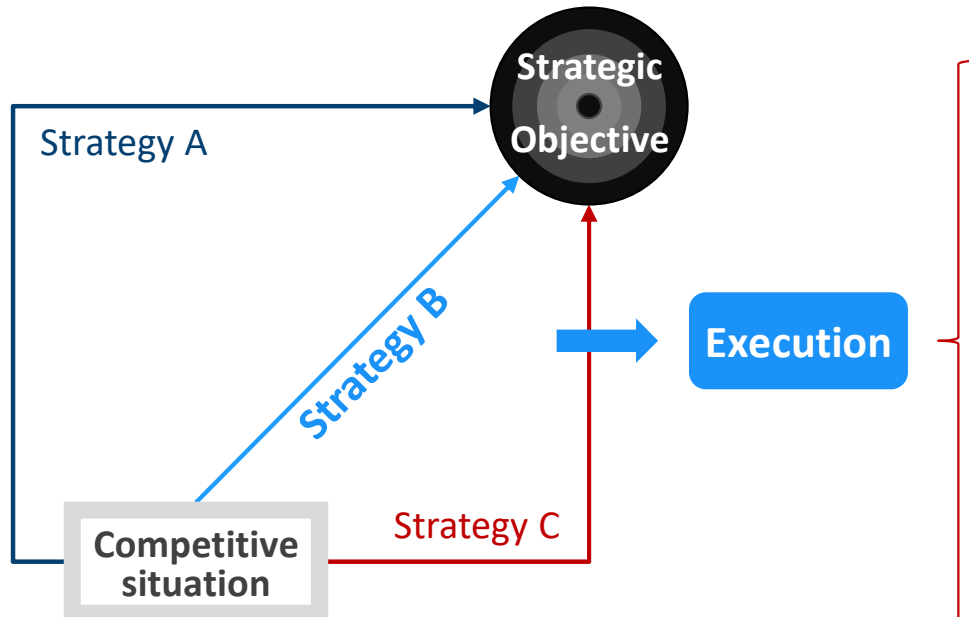 Strategic
Objective
Strategy A
Strategy B
Execution
Strategy C
Competitive
situation